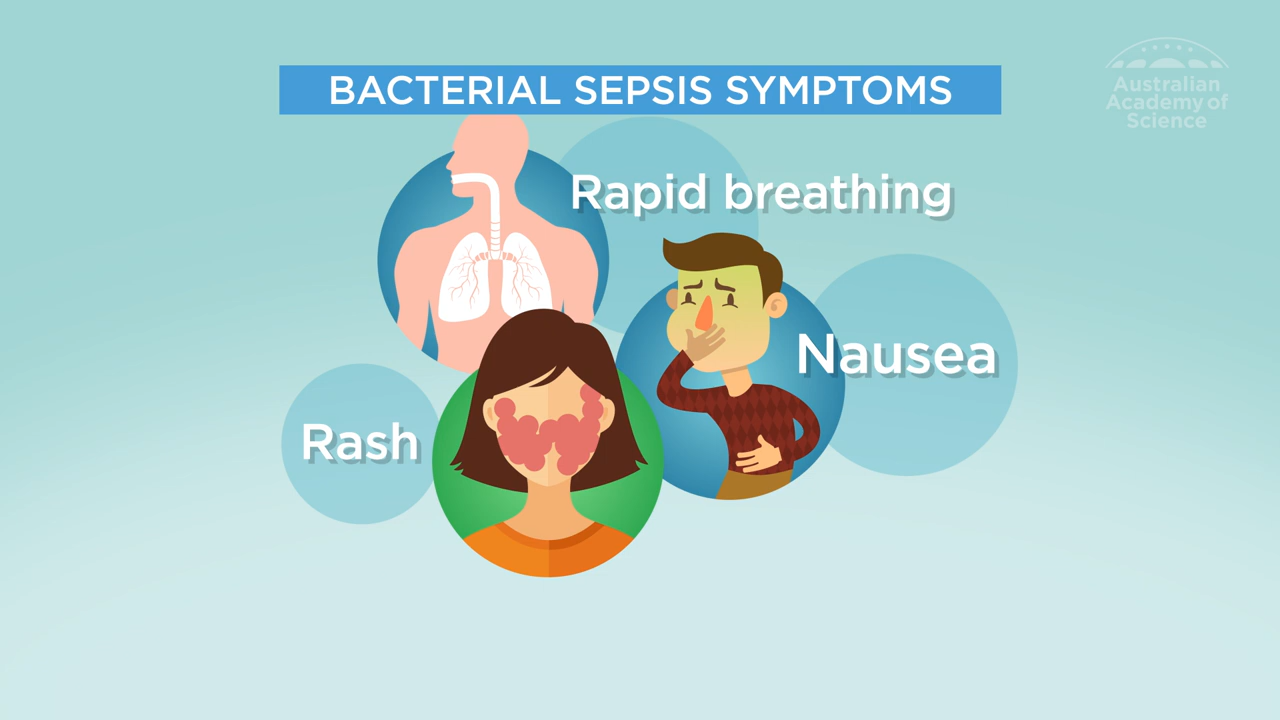 BACTERIAL SEPSIS SYMPTOMS
Australian
Academy of
Science
Rapid breathing
Nausea
Rash